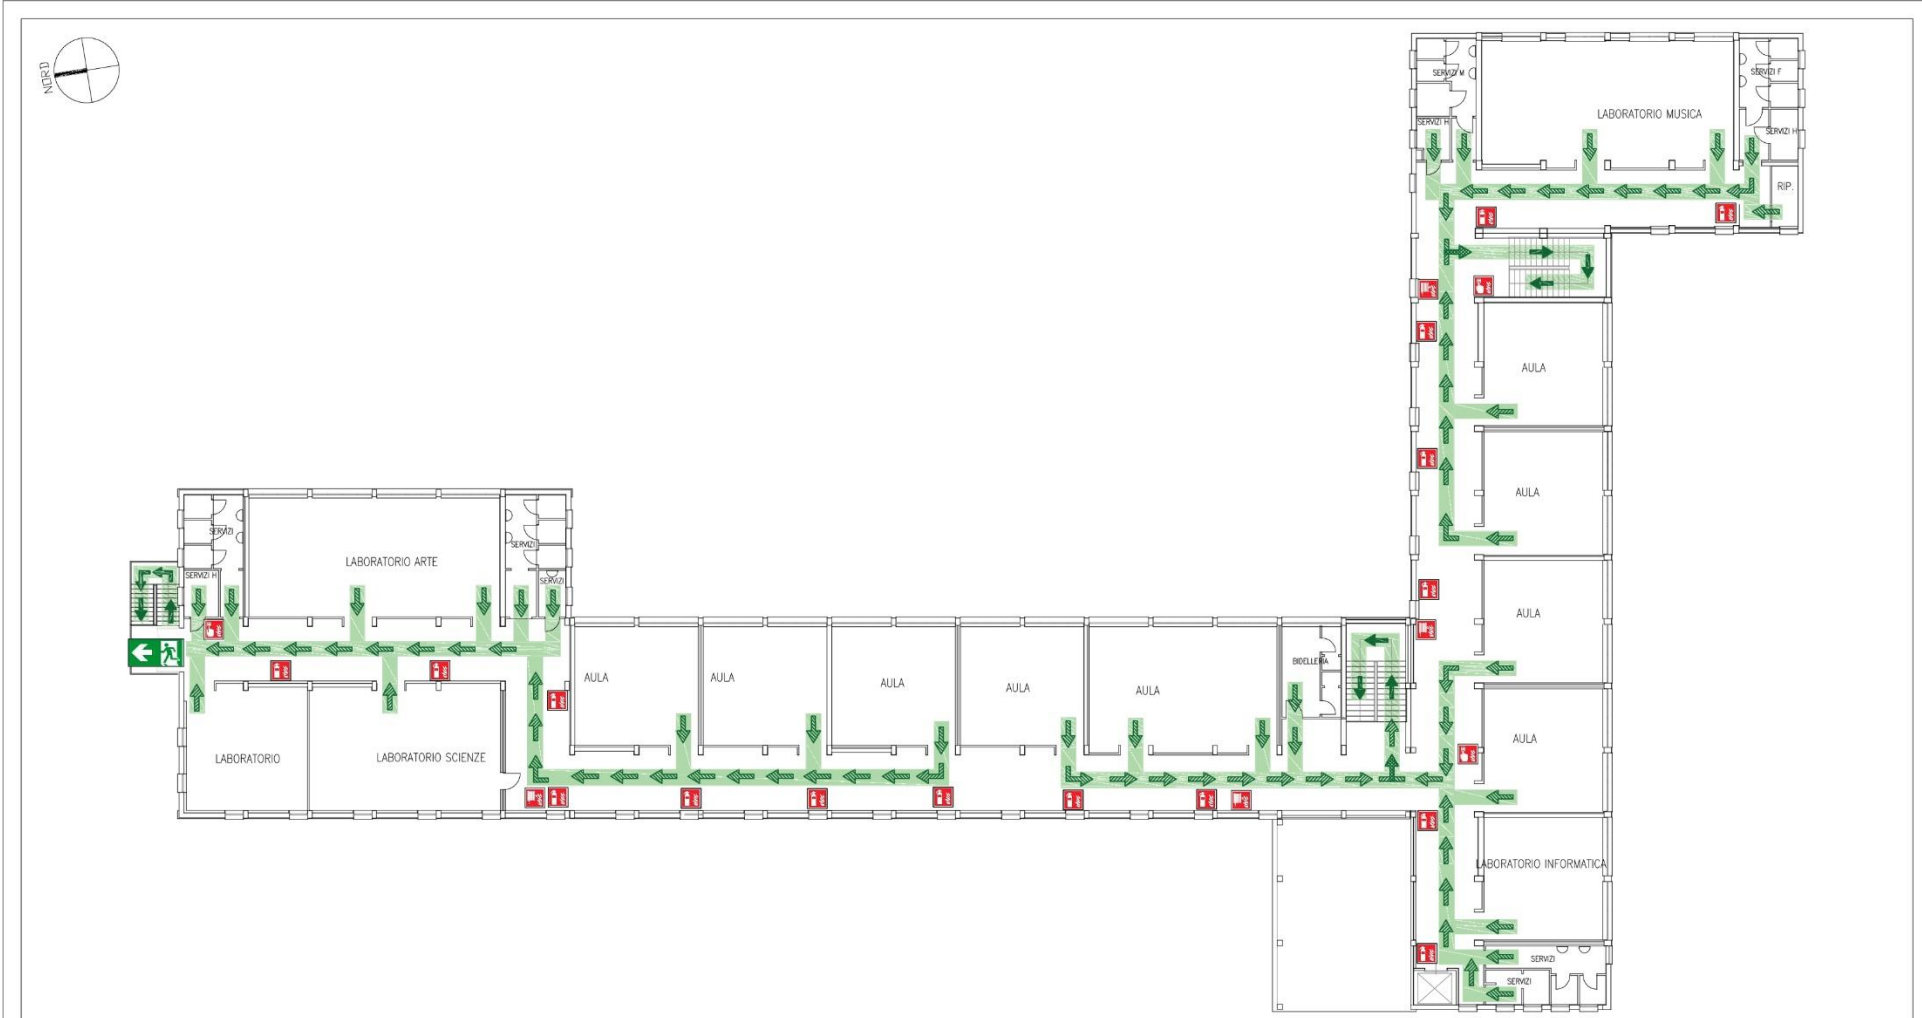 NORD
SERVIZI M
SERVIZI F
LABORATORIO MUSICA
SERVIZI H
SERVIZI H
RIP.
AULA
AULA
SERVIZI
SERVIZI
LABORATORIO ARTE
SERVIZI H
SERVIZI
AULA
BIDELLERIA
AULA
AULA
AULA
AULA
AULA
AULA
LABORATORIO
LABORATORIO SCIENZE
LABORATORIO INFORMATICA
SERVIZI
SERVIZI